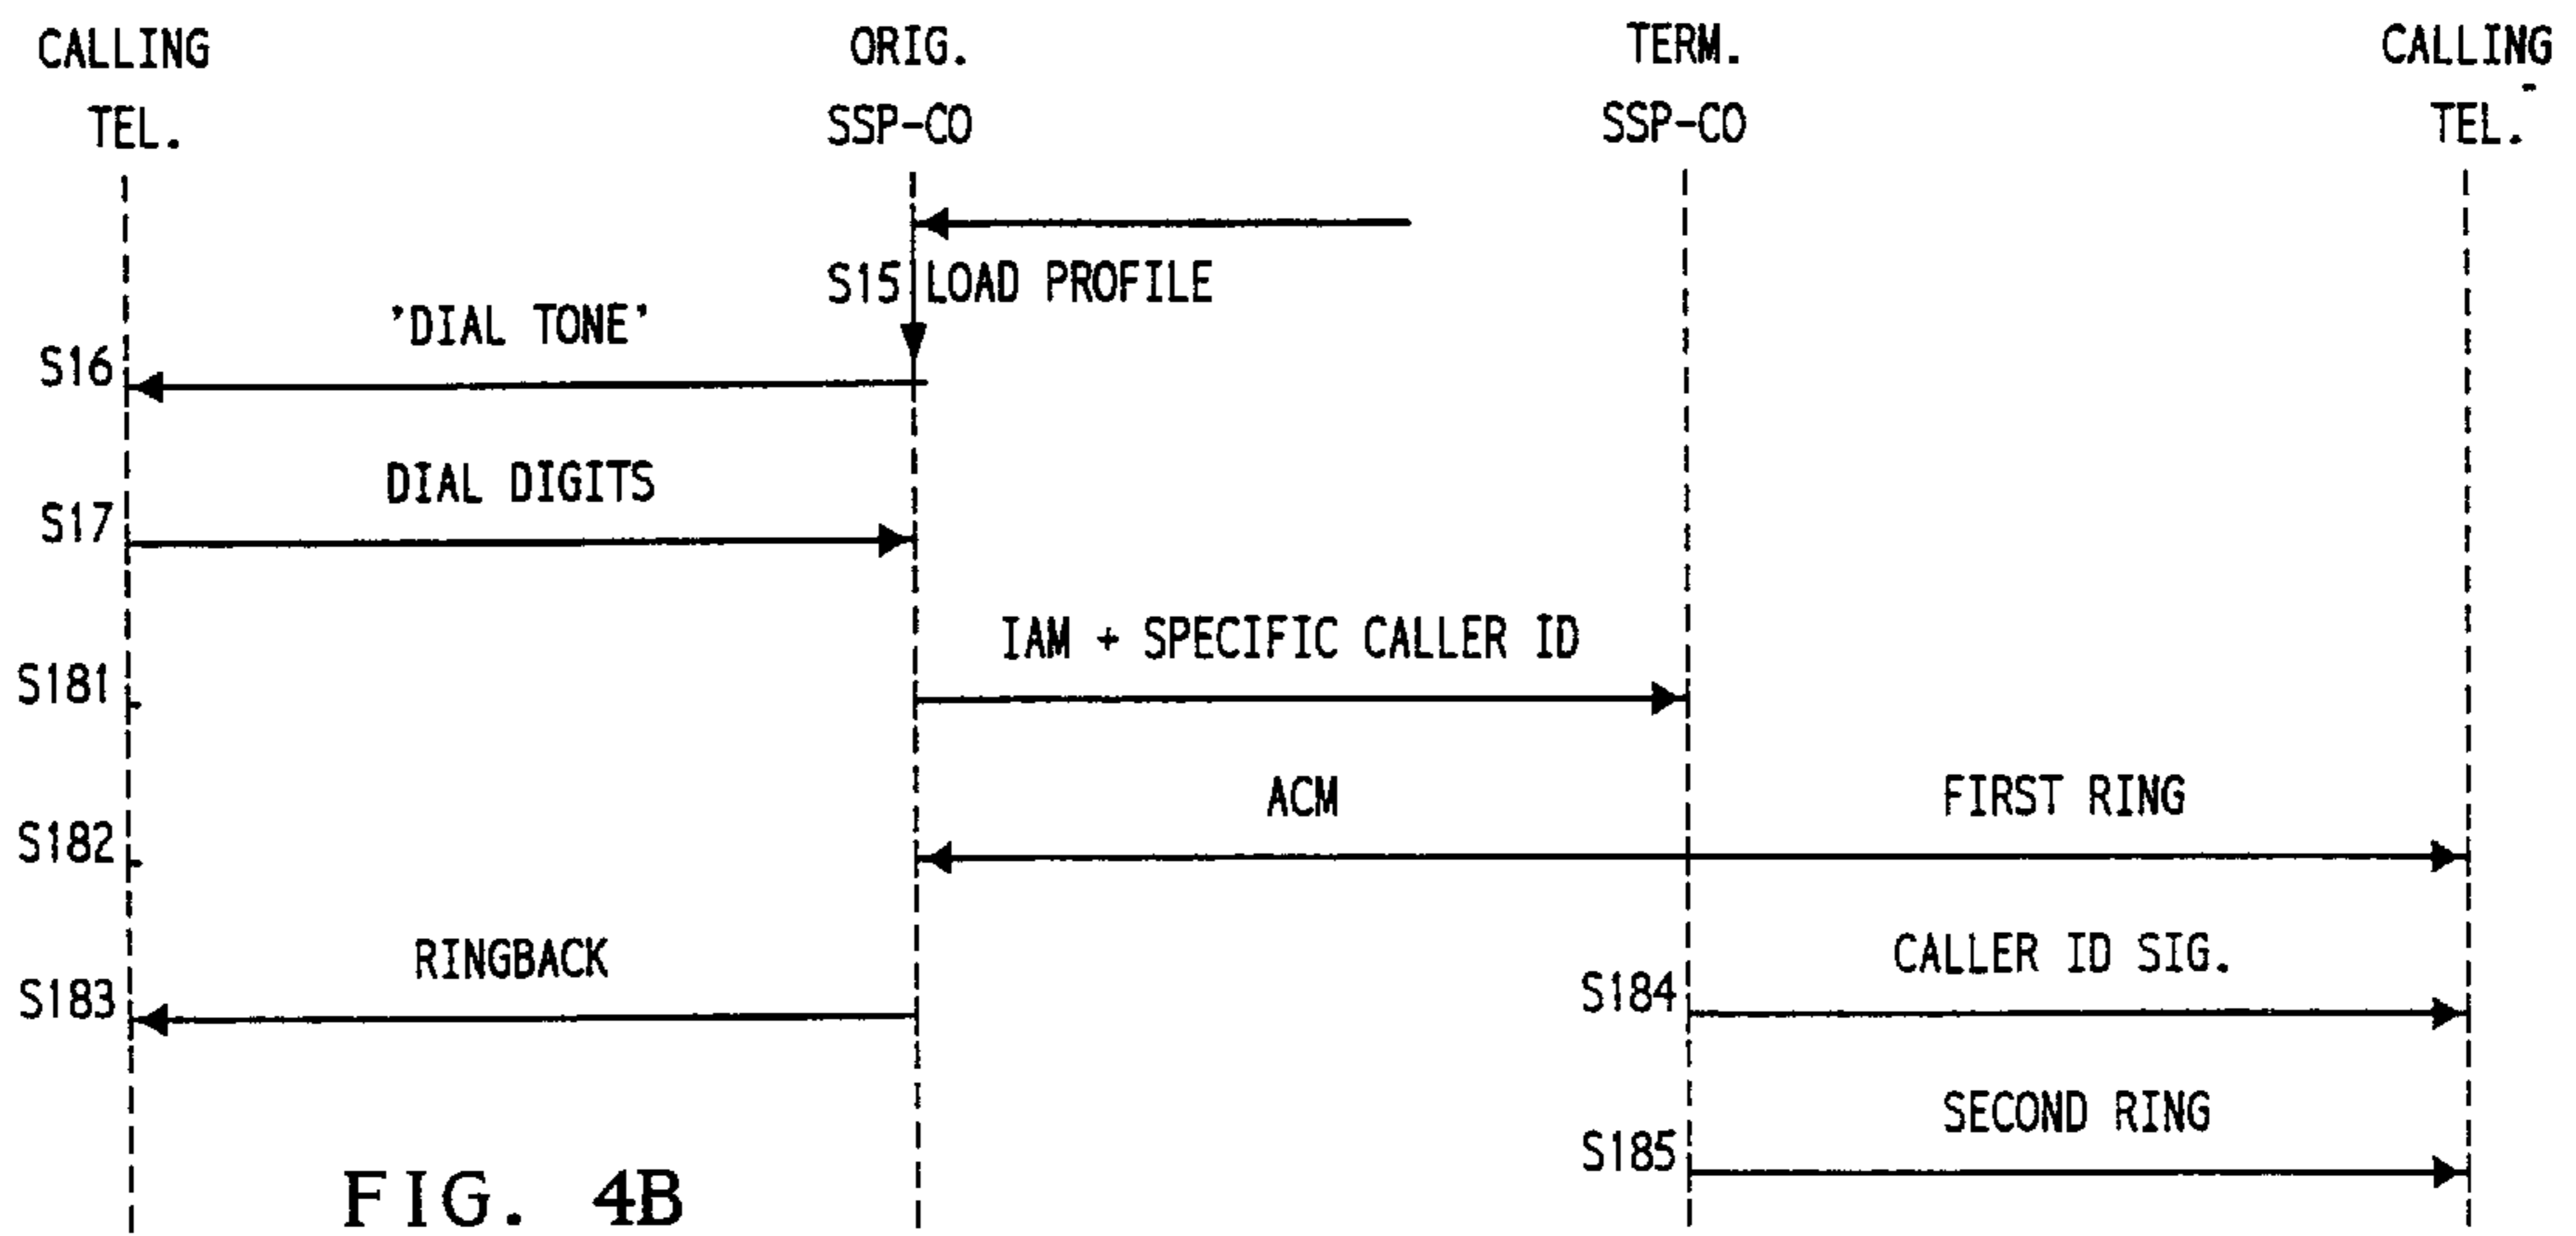 CALLING
TEL.
ORIG.
SSP-CO
TERM.
SSP-CO
CALLING
TEL.
S15 LOAD PROFILE
'DIAL TONE'
S16
DIAL DIGITS
S17
IAM + SPECIFIC CALLER ID
S181
ACM
FIRST RING
S182
RINGBACK
CALLER ID SIG.
S183
S184
SECOND RING
S185
FIG. 4B